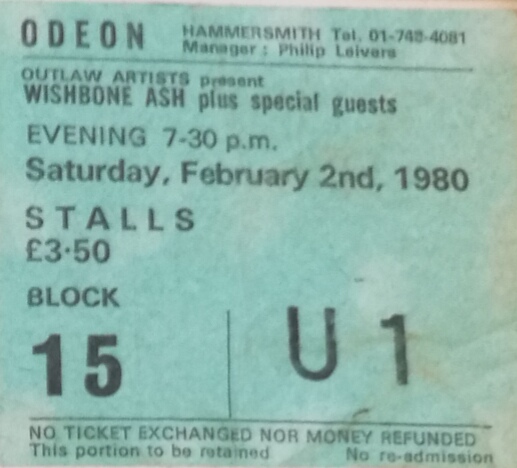 ODEON HAMMERSMITH Tel. 01-748-4081
Manager : Philip Leivers
OUTLAW ARTISTS present
WISHBONE ASH plus special guests
EVENING 7-30 p.m.
Saturday, February 2nd, 1980
STALLS
£3·50
BLOCK
15 U 1
NO TICKET EXCHANGED NOR MONEY REFUNDED
This portion to be retained No re-admission